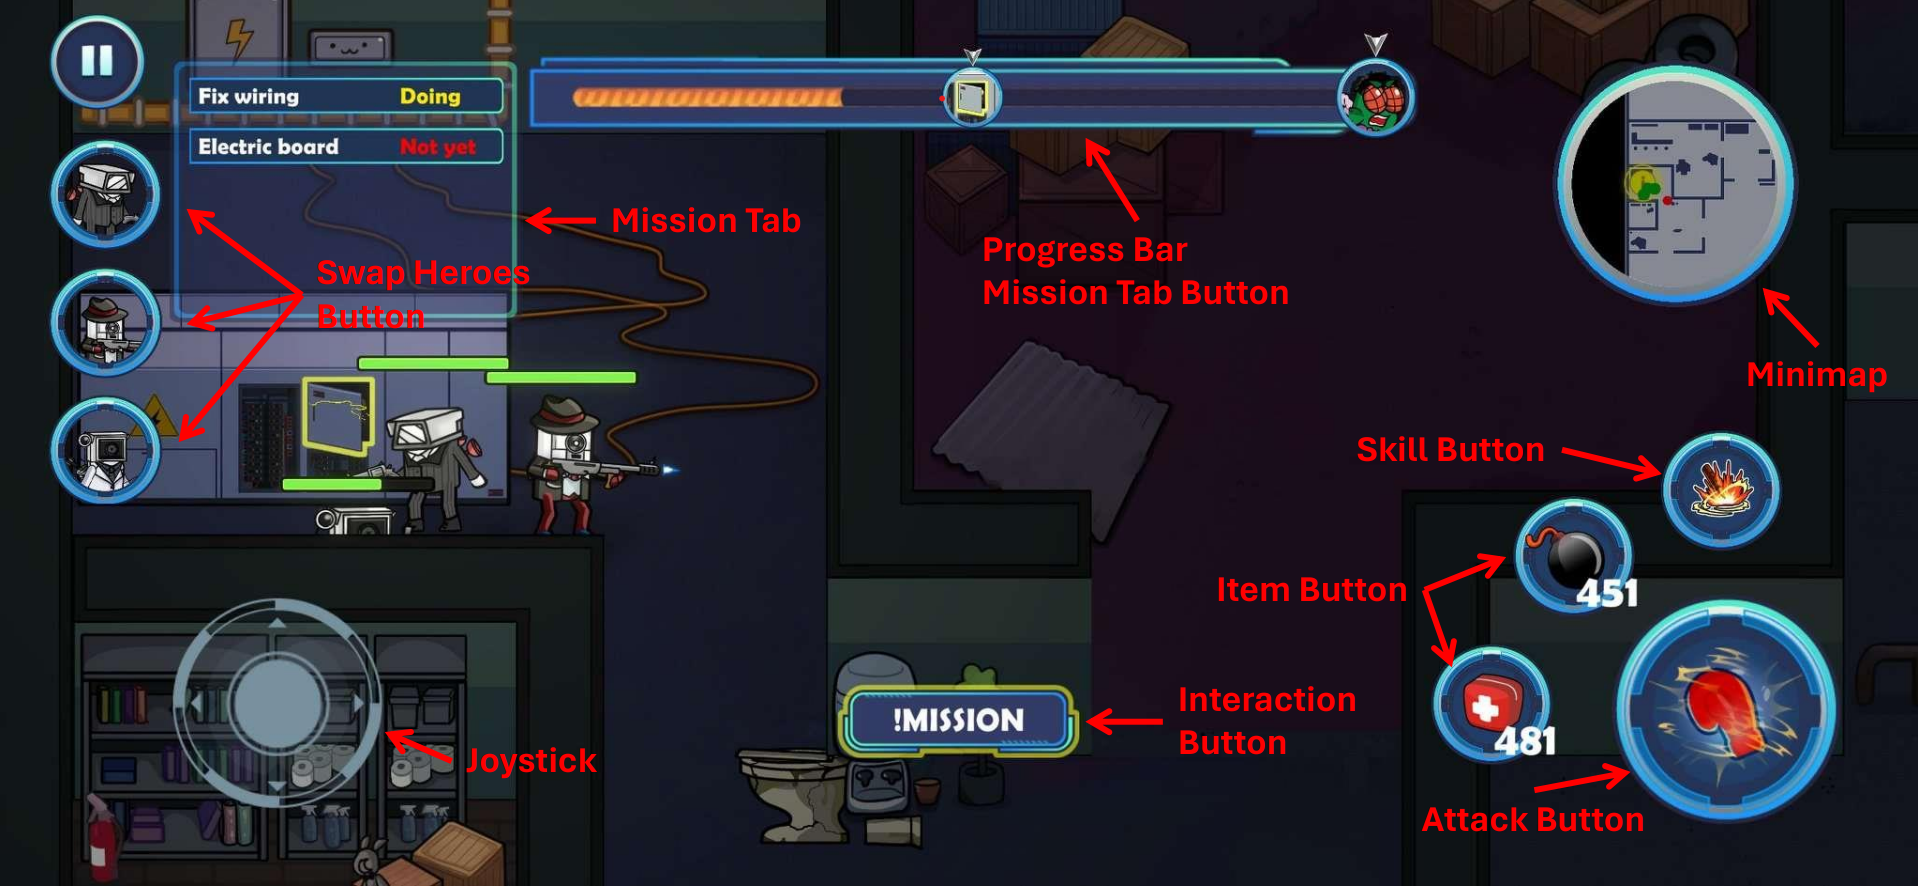 Fix wiring Doing
Electric board Not yet
Mission Tab
Swap Heroes
Button
Progress Bar
Mission Tab Button
Minimap
Skill Button
451
Item Button
481
!MISSION
Interaction
Button
Joystick
Attack Button